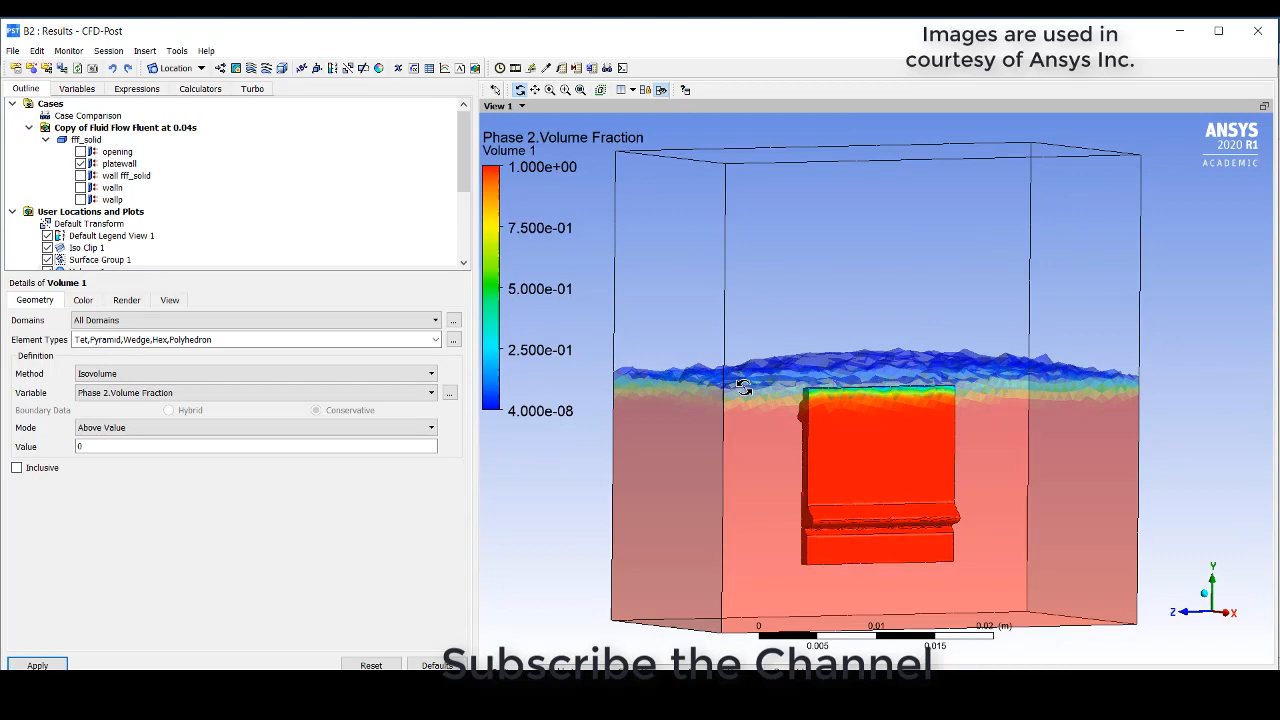 B2 : Results - CFD-Post
Images are used in
courtesy of Ansys Inc.
File Edit Monitor Session Insert Tools Help
Location
Outline Variables Expressions Calculators Turbo
View 1
Cases
Case Comparison
Copy of Fluid Flow Fluent at 0.04s
fff_solid
opening
platewall
wall fff_solid
walln
wallp
User Locations and Plots
Default Transform
Default Legend View 1
Iso Clip 1
Surface Group 1
Details of Volume 1
Geometry Color Render View
Domains All Domains ...
Element Types Tet,Pyramid,Wedge,Hex,Polyhedron ...
Definition
Method Isovolume
Variable Phase 2.Volume Fraction ...
Boundary Data Hybrid Conservative
Mode Above Value
Value 0
Inclusive
Apply Reset Defaults
Phase 2.Volume Fraction
Volume 1
1.000e+00
7.500e-01
5.000e-01
2.500e-01
4.000e-08
ANSYS
2020 R1
ACADEMIC
Y
Z X
0 0.01 0.02 (m)
0.005 0.015
Subscribe the Channel